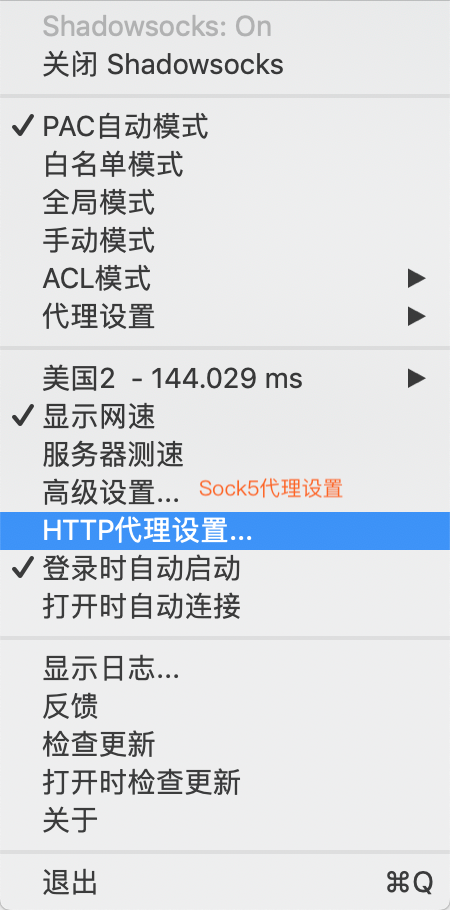 Shadowsocks: On
关闭 Shadowsocks
✓ PAC自动模式
白名单模式
全局模式
手动模式
ACL模式 ▶
代理设置 ▶
美国2 - 144.029 ms ▶
✓ 显示网速
服务器测速
高级设置... Sock5代理设置
HTTP代理设置...
✓ 登录时自动启动
打开时自动连接
显示日志...
反馈
检查更新
打开时检查更新
关于
退出 ⌘Q